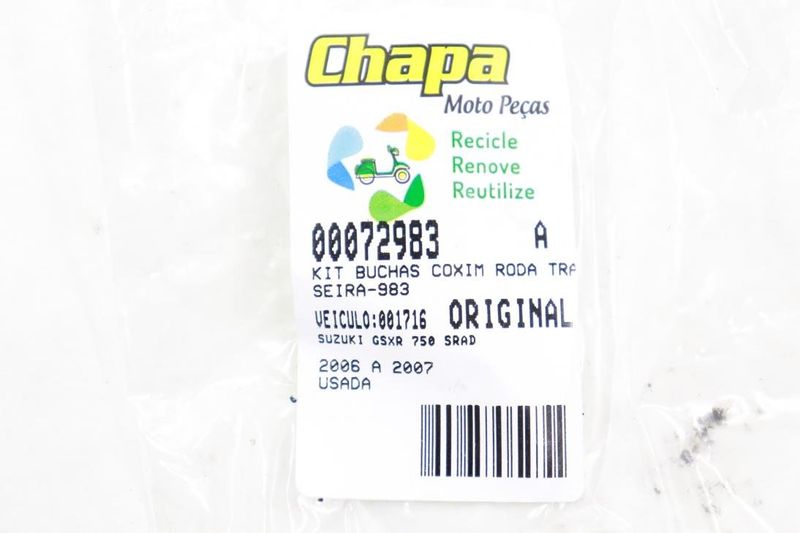 Chapa
Moto Peças
Recicle
Renove
Reutilize
00072983 A
KIT BUCHAS COXIM RODA TRA
SEIRA-983
VEICULO:001716 ORIGINAL
SUZUKI GSXR 750 SRAD
2006 A 2007
USADA